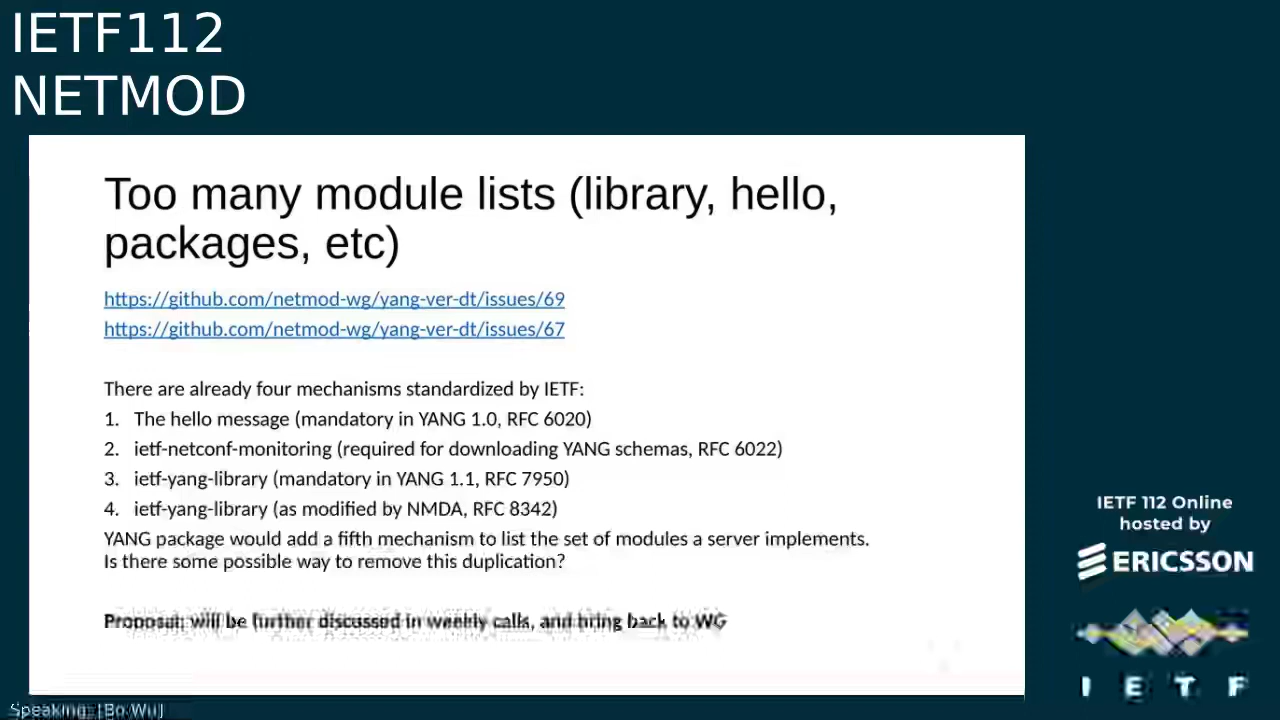 IETF112
NETMOD
Too many module lists (library, hello,
packages, etc)
https://github.com/netmod-wg/yang-ver-dt/issues/69
https://github.com/netmod-wg/yang-ver-dt/issues/67
There are already four mechanisms standardized by IETF:
1. The hello message (mandatory in YANG 1.0, RFC 6020)
2. ietf-netconf-monitoring (required for downloading YANG schemas, RFC 6022)
3. ietf-yang-library (mandatory in YANG 1.1, RFC 7950)
4. ietf-yang-library (as modified by NMDA, RFC 8342)
YANG package would add a fifth mechanism to list the set of modules a server implements.
Is there some possible way to remove this duplication?
Proposal: will be further discussed in weekly calls, and bring back to WG
IETF 112 Online
hosted by
ERICSSON
I E T F
Speaking: [Bo Wu]